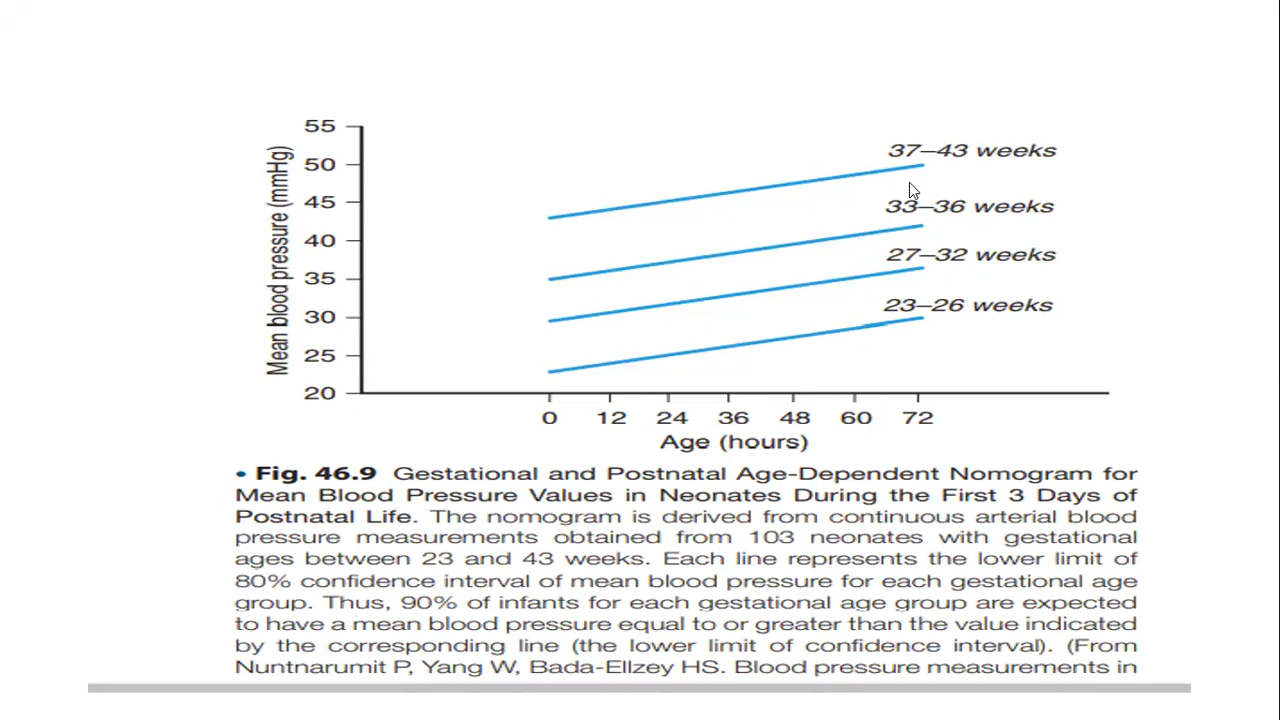 55
50
45
40
35
30
25
20
Mean blood pressure (mmHg)
37–43 weeks
33–36 weeks
27–32 weeks
23–26 weeks
0 12 24 36 48 60 72
Age (hours)
• Fig. 46.9 Gestational and Postnatal Age-Dependent Nomogram for
Mean Blood Pressure Values in Neonates During the First 3 Days of
Postnatal Life. The nomogram is derived from continuous arterial blood
pressure measurements obtained from 103 neonates with gestational
ages between 23 and 43 weeks. Each line represents the lower limit of
80% confidence interval of mean blood pressure for each gestational age
group. Thus, 90% of infants for each gestational age group are expected
to have a mean blood pressure equal to or greater than the value indicated
by the corresponding line (the lower limit of confidence interval). (From
Nuntnarumit P, Yang W, Bada-Ellzey HS. Blood pressure measurements in